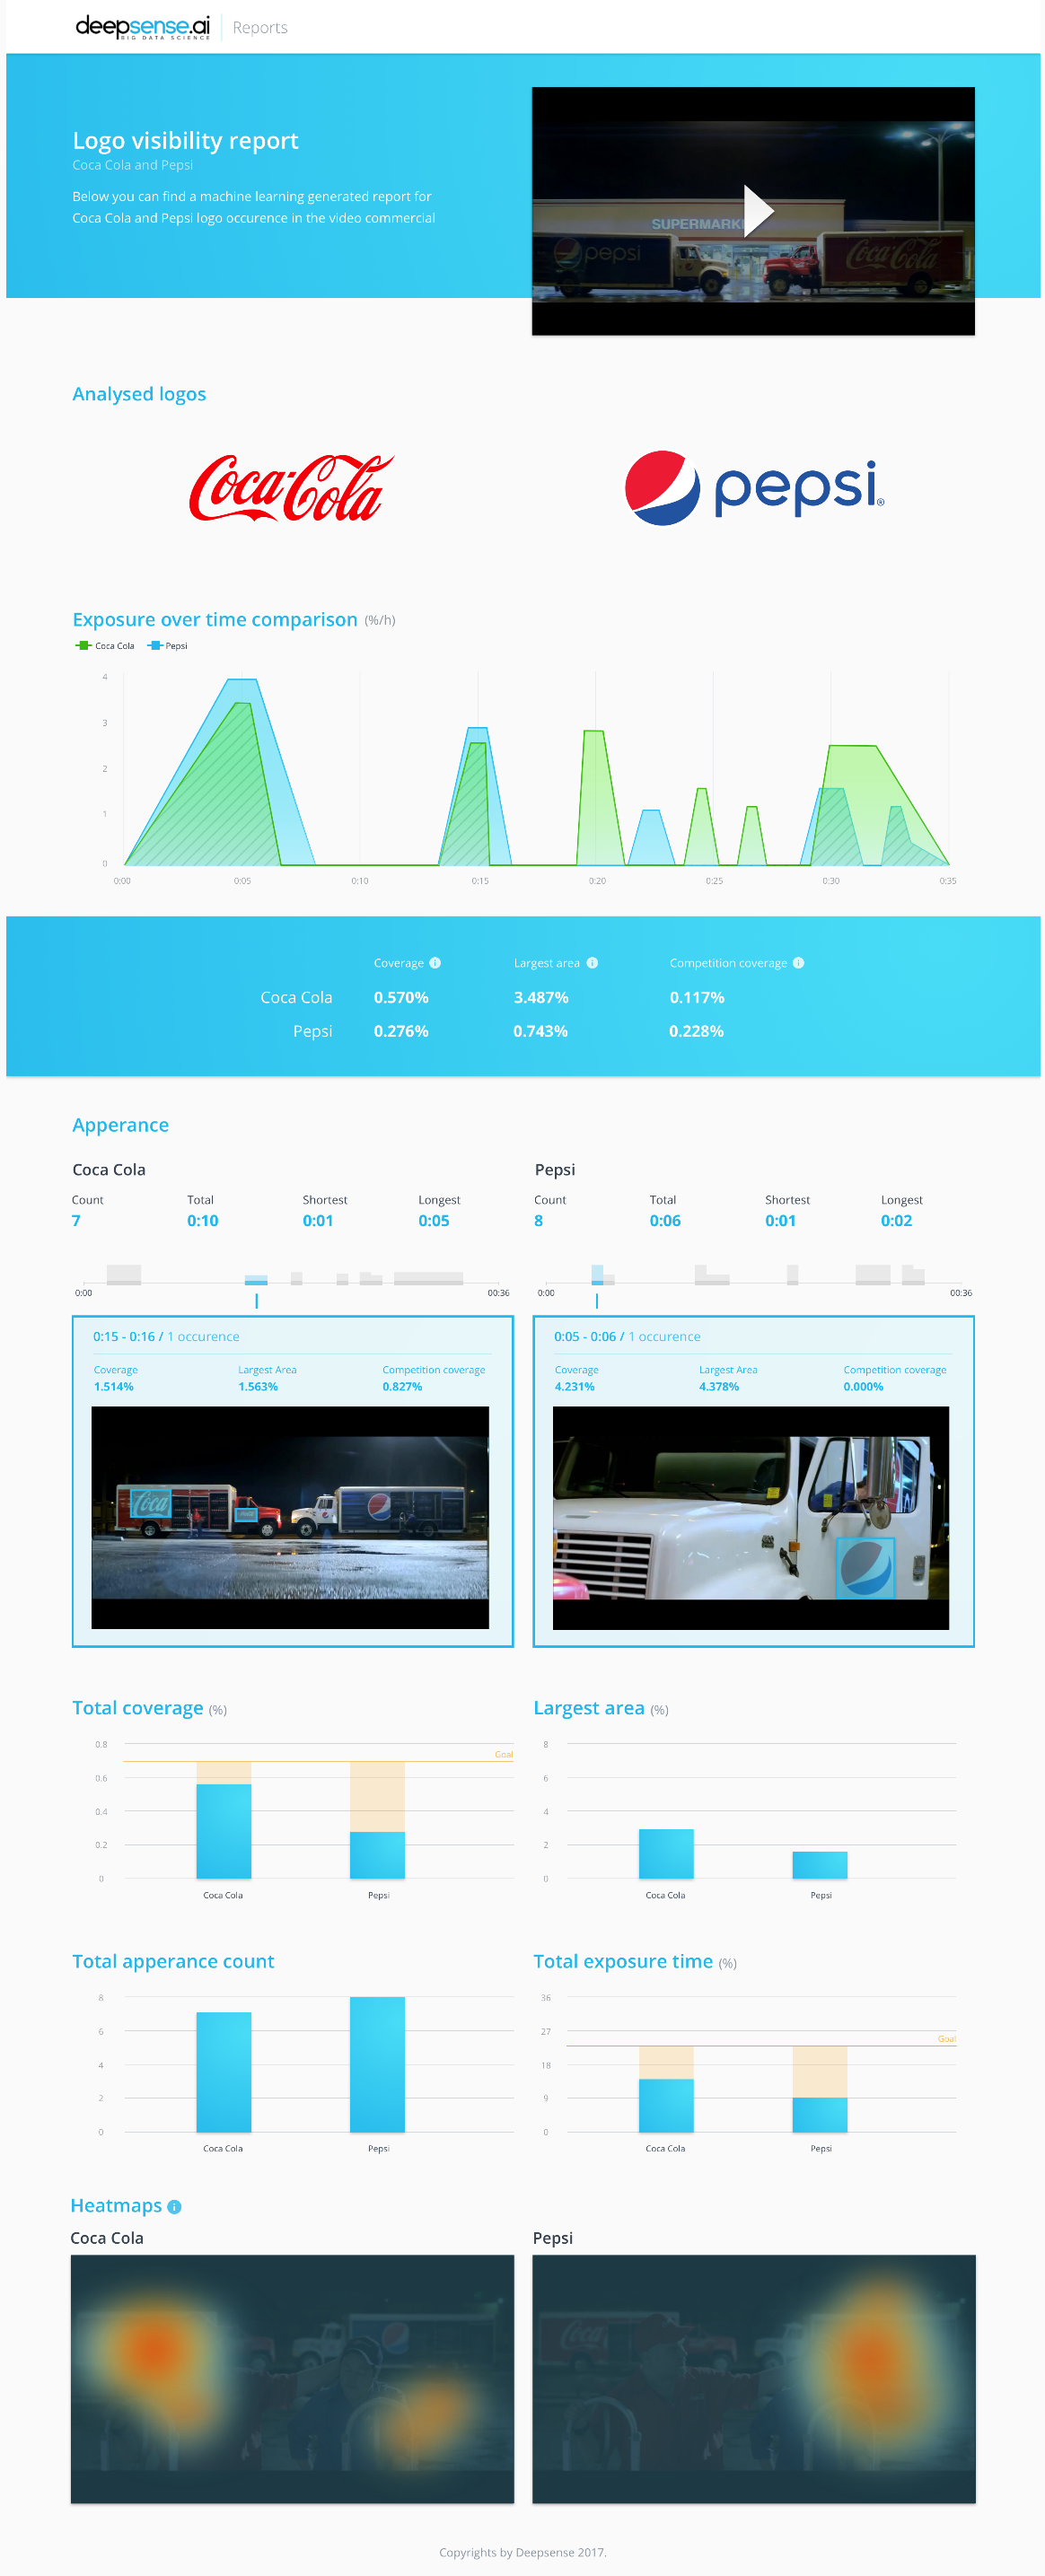 deepsense.ai
BIG DATA SCIENCE
Reports
Logo visibility report
Coca Cola and Pepsi
Below you can find a machine learning generated report for
Coca Cola and Pepsi logo occurence in the video commercial
SUPERMARK
pepsi
Coca-Cola
Analysed logos
Coca-Cola
pepsi®
Exposure over time comparison (%/h)
Coca Cola Pepsi
4
3
2
1
0
0:00 0:05 0:10 0:15 0:20 0:25 0:30 0:35
Coverage i Largest area i Competition coverage i
Coca Cola 0.570% 3.487% 0.117%
Pepsi 0.276% 0.743% 0.228%
Apperance
Coca Cola
Count Total Shortest Longest
7 0:10 0:01 0:05
0:00 00:36
0:15 - 0:16 / 1 occurence
Coverage Largest Area Competition coverage
1.514% 1.563% 0.827%
Coca
Pepsi
Count Total Shortest Longest
8 0:06 0:01 0:02
0:00 00:36
0:05 - 0:06 / 1 occurence
Coverage Largest Area Competition coverage
4.231% 4.378% 0.000%
Total coverage (%)
0.8
Goal
0.6
0.4
0.2
0
Coca Cola Pepsi
Largest area (%)
8
6
4
2
0
Coca Cola Pepsi
Total apperance count
8
6
4
2
0
Coca Cola Pepsi
Total exposure time (%)
36
27
Goal
18
9
0
Coca Cola Pepsi
Heatmaps i
Coca Cola
Pepsi
Coca
Copyrights by Deepsense 2017.